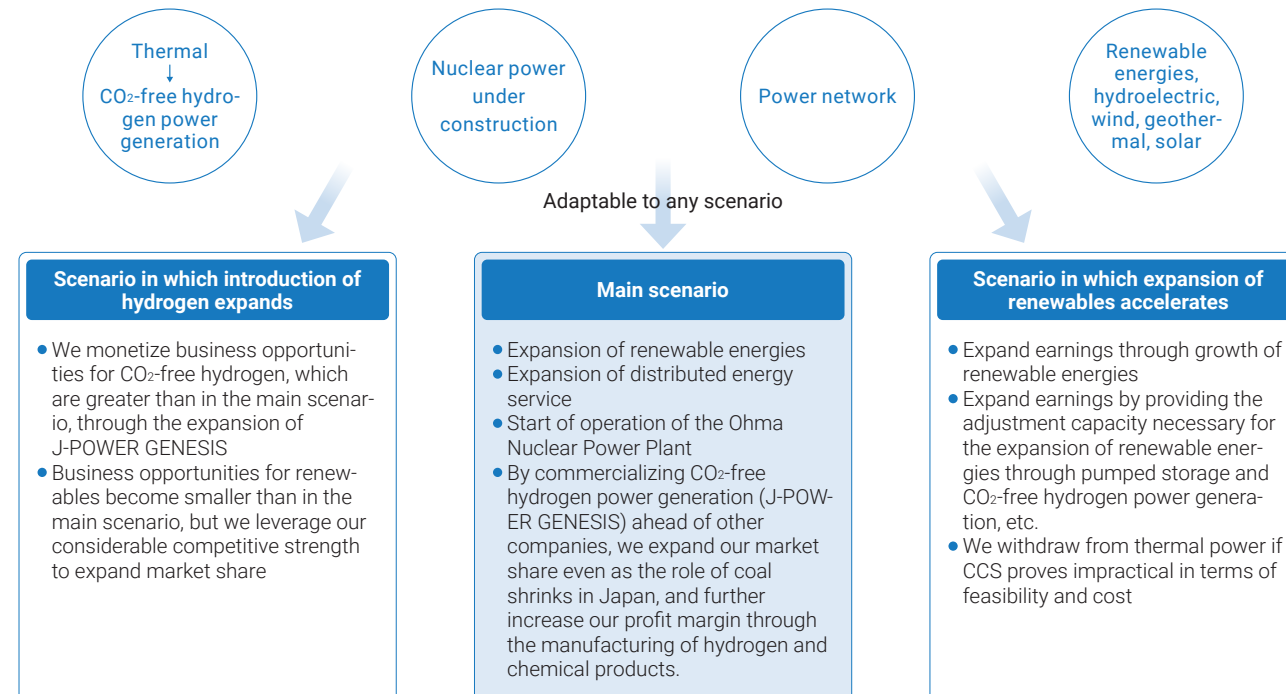 Thermal
↓
CO2-free hydro-
gen power
generation
Nuclear power
under
construction
Power network
Renewable
energies,
hydroelectric,
wind, geother-
mal, solar
Adaptable to any scenario
Scenario in which introduction of
hydrogen expands
We monetize business opportuni-
ties for CO2-free hydrogen, which
are greater than in the main scenar-
io, through the expansion of
J-POWER GENESIS
Business opportunities for renew-
ables become smaller than in the
main scenario, but we leverage our
considerable competitive strength
to expand market share
Main scenario
Expansion of renewable energies
Expansion of distributed energy
service
Start of operation of the Ohma
Nuclear Power Plant
By commercializing CO2-free
hydrogen power generation (J-POW-
ER GENESIS) ahead of other
companies, we expand our market
share even as the role of coal
shrinks in Japan, and further
increase our profit margin through
the manufacturing of hydrogen and
chemical products.
Scenario in which expansion of
renewables accelerates
Expand earnings through growth of
renewable energies
Expand earnings by providing the
adjustment capacity necessary for
the expansion of renewable ener-
gies through pumped storage and
CO2-free hydrogen power genera-
tion, etc.
We withdraw from thermal power if
CCS proves impractical in terms of
feasibility and cost